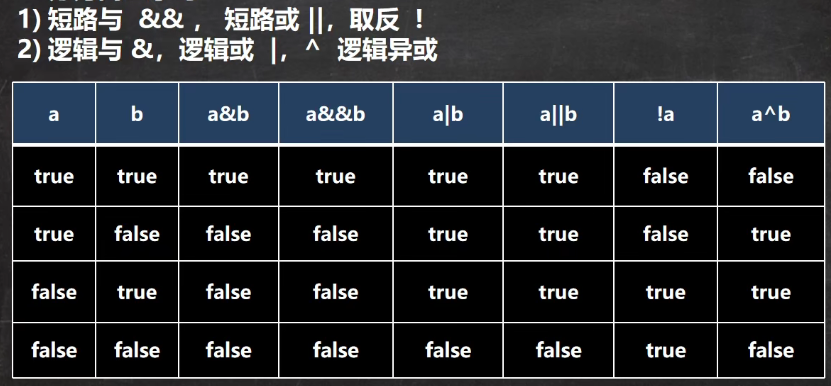 1) 短路与 && ， 短路或 ||，取反 !
2) 逻辑与 &，逻辑或 |，^ 逻辑异或
a b a&b a&&b a|b a||b !a a^b
true true true true true true false false
true false false false true true false true
false true false false true true true true
false false false false false false true false